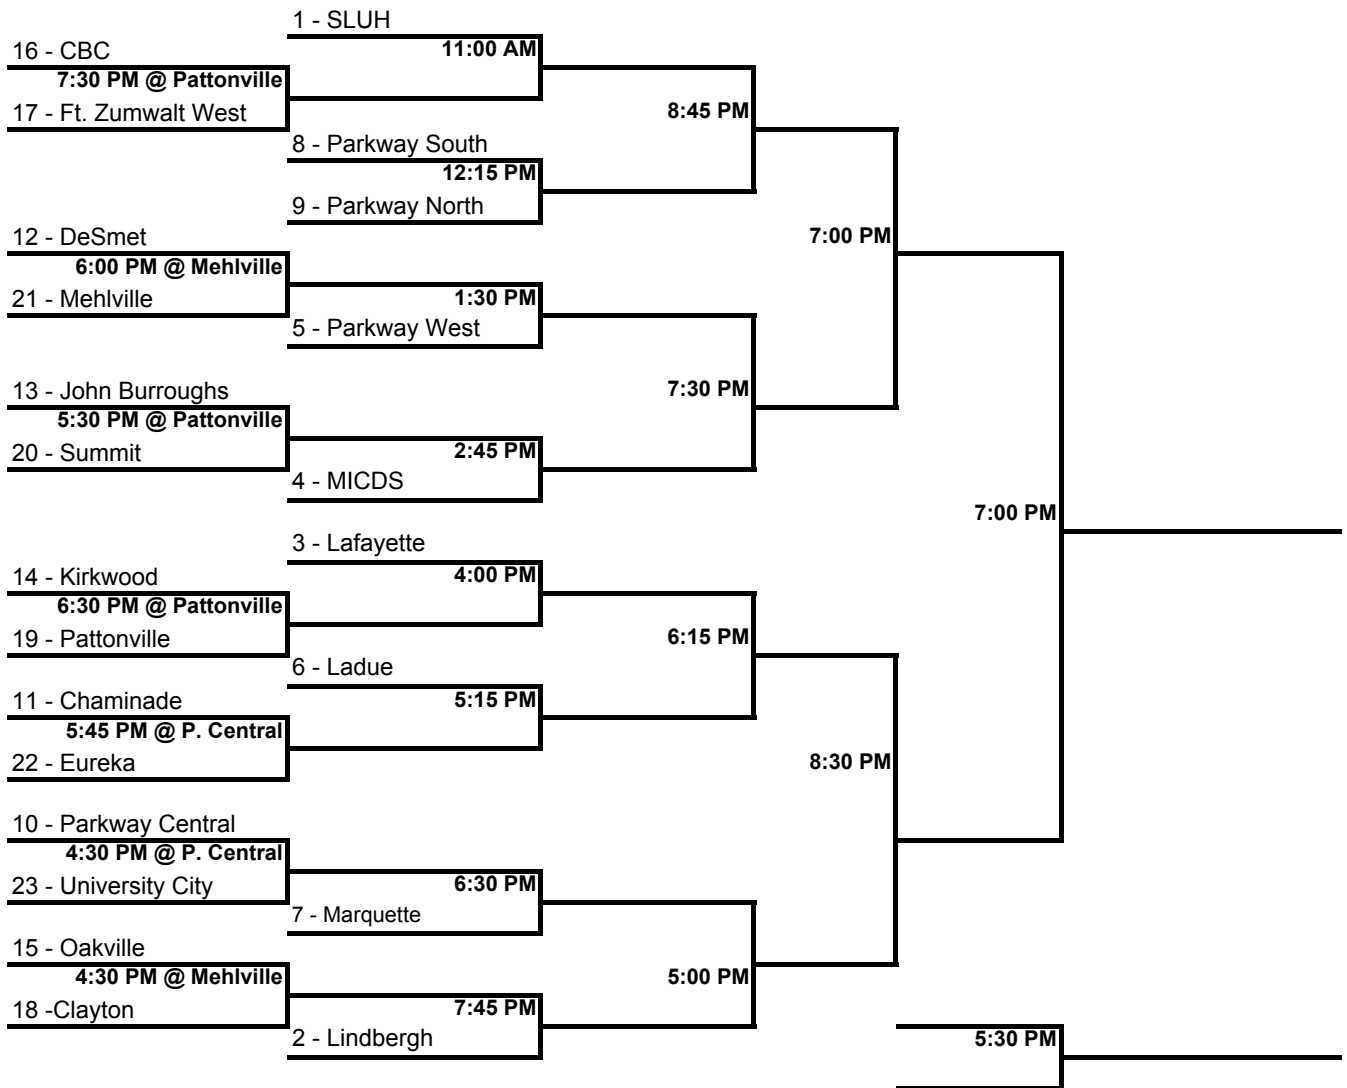 1 - SLUH
16 - CBC
11:00 AM
7:30 PM @ Pattonville
17 - Ft. Zumwalt West
8:45 PM
8 - Parkway South
12:15 PM
9 - Parkway North
12 - DeSmet
7:00 PM
6:00 PM @ Mehlville
21 - Mehlville
1:30 PM
5 - Parkway West
13 - John Burroughs
7:30 PM
5:30 PM @ Pattonville
20 - Summit
2:45 PM
4 - MICDS
7:00 PM
3 - Lafayette
14 - Kirkwood
4:00 PM
6:30 PM @ Pattonville
19 - Pattonville
6:15 PM
6 - Ladue
11 - Chaminade
5:15 PM
5:45 PM @ P. Central
22 - Eureka
8:30 PM
10 - Parkway Central
4:30 PM @ P. Central
23 - University City
6:30 PM
7 - Marquette
15 - Oakville
4:30 PM @ Mehlville
5:00 PM
18 -Clayton
7:45 PM
2 - Lindbergh
5:30 PM